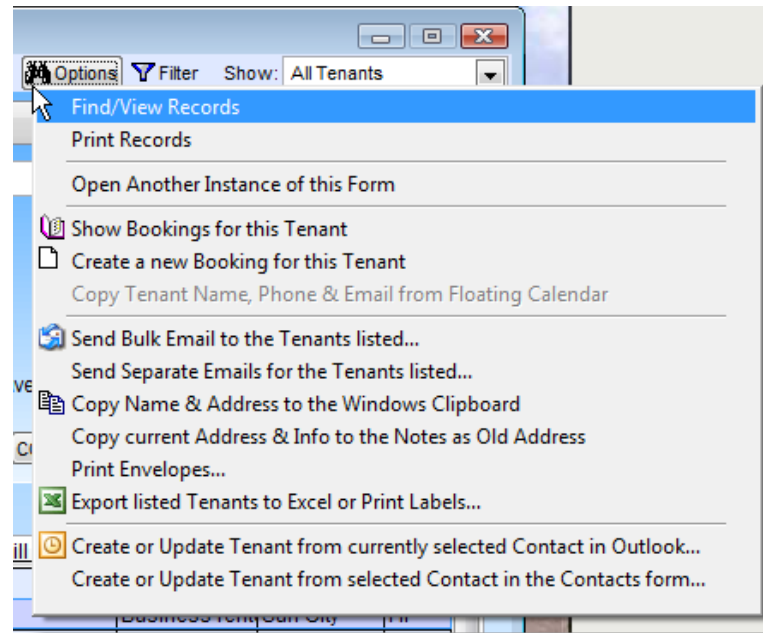 Options Filter Show: All Tenants
Find/View Records
Print Records
Open Another Instance of this Form
Show Bookings for this Tenant
Create a new Booking for this Tenant
Copy Tenant Name, Phone & Email from Floating Calendar
Send Bulk Email to the Tenants listed...
Send Separate Emails for the Tenants listed...
Copy Name & Address to the Windows Clipboard
Copy current Address & Info to the Notes as Old Address
Print Envelopes...
Export listed Tenants to Excel or Print Labels...
Create or Update Tenant from currently selected Contact in Outlook...
Create or Update Tenant from selected Contact in the Contacts form...